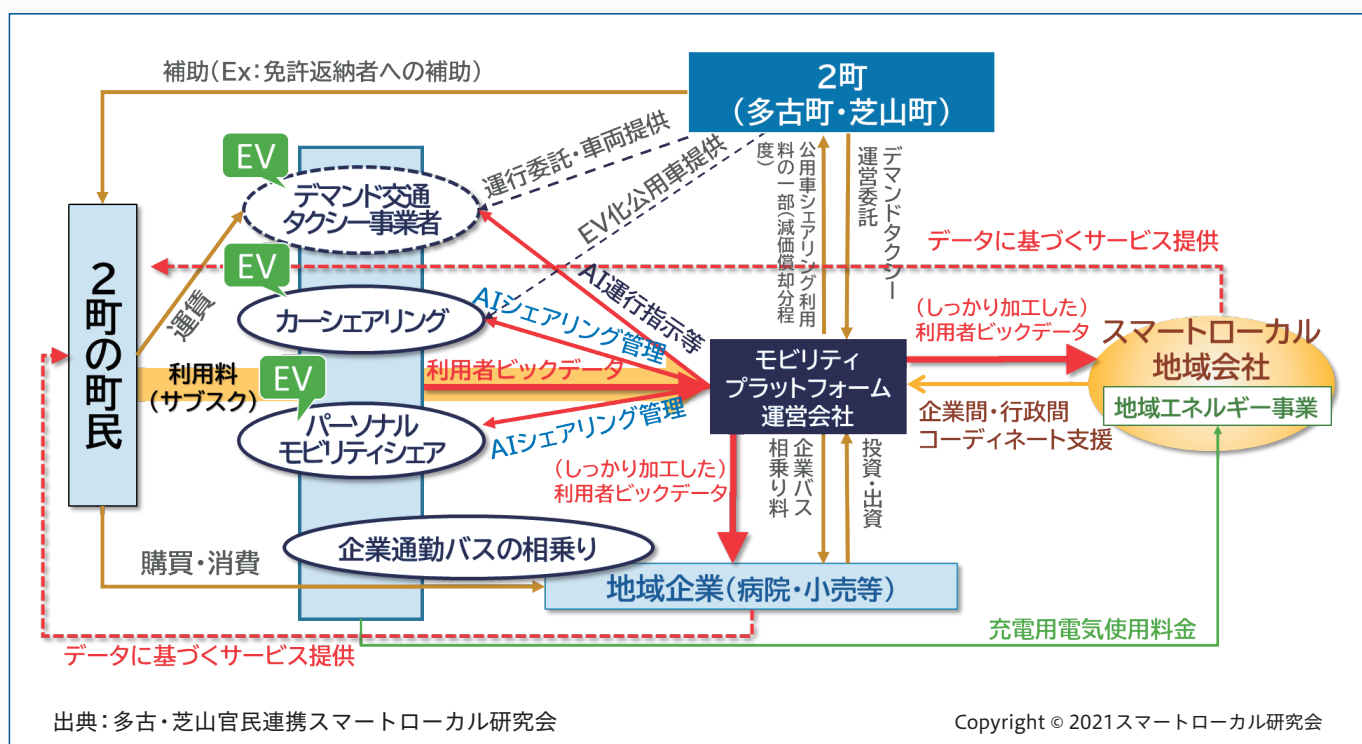 補助(Ex:免許返納者への補助)
2町
(多古町・芝山町)
EV
デマンド交通
タクシー事業者
運行委託・車両提供
EV化公用車提供
公用車シェアリング利用
料の一部(減価償却分程
度)
デマンドタクシー
運営委託
データに基づくサービス提供
2町の町民
運賃
EV
カーシェアリング
AI運行指示等
AIシェアリング管理
利用者ビックデータ
利用料
(サブスク)
EV
パーソナル
モビリティシェア
AIシェアリング管理
モビリティ
プラットフォーム
運営会社
(しっかり加工した)
利用者ビックデータ
スマートローカル
地域会社
地域エネルギー事業
企業間・行政間
コーディネート支援
(しっかり加工した)
利用者ビックデータ
企業バス
相乗り料
投資・出資
企業通勤バスの相乗り
購買・消費
地域企業(病院・小売等)
充電用電気使用料金
データに基づくサービス提供
出典:多古・芝山官民連携スマートローカル研究会
Copyright © 2021スマートローカル研究会